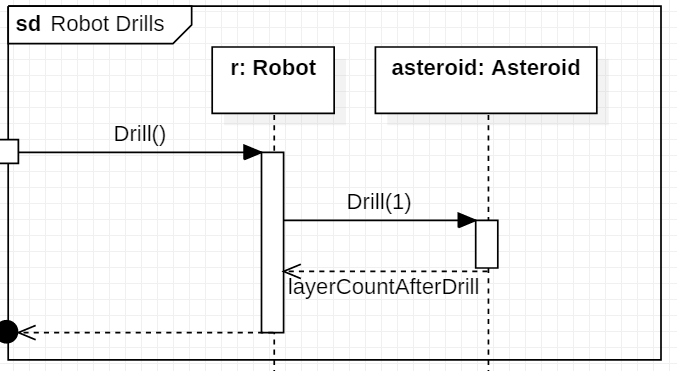 sd Robot Drills
r: Robot
asteroid: Asteroid
Drill()
Drill(1)
layerCountAfterDrill